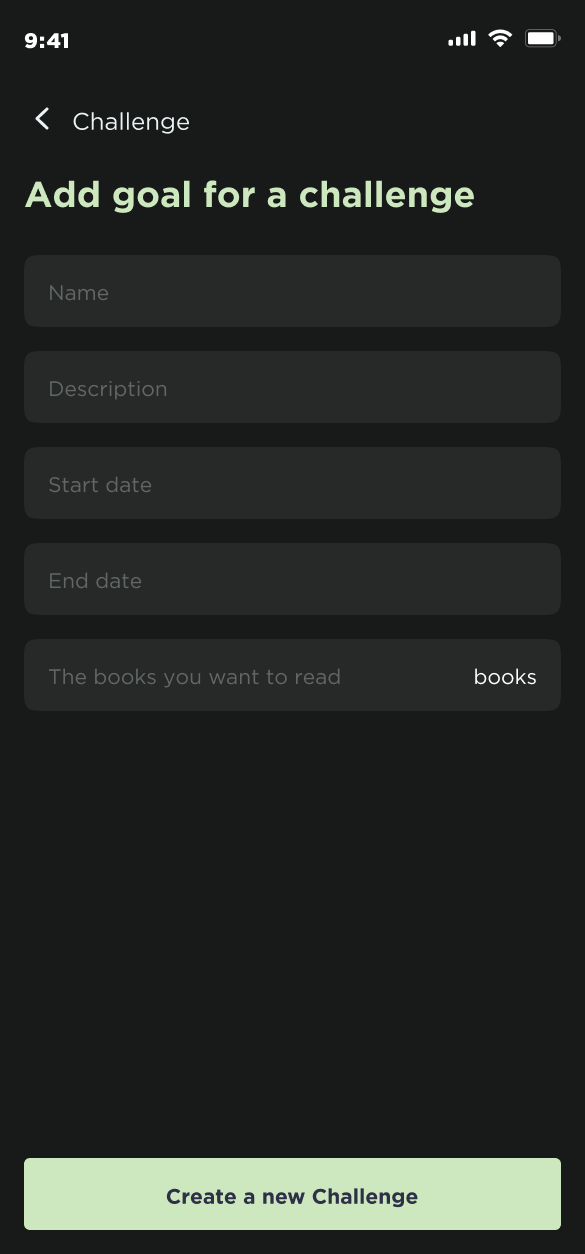 9:41
Challenge
Add goal for a challenge
Name
Description
Start date
End date
The books you want to read books
Create a new Challenge